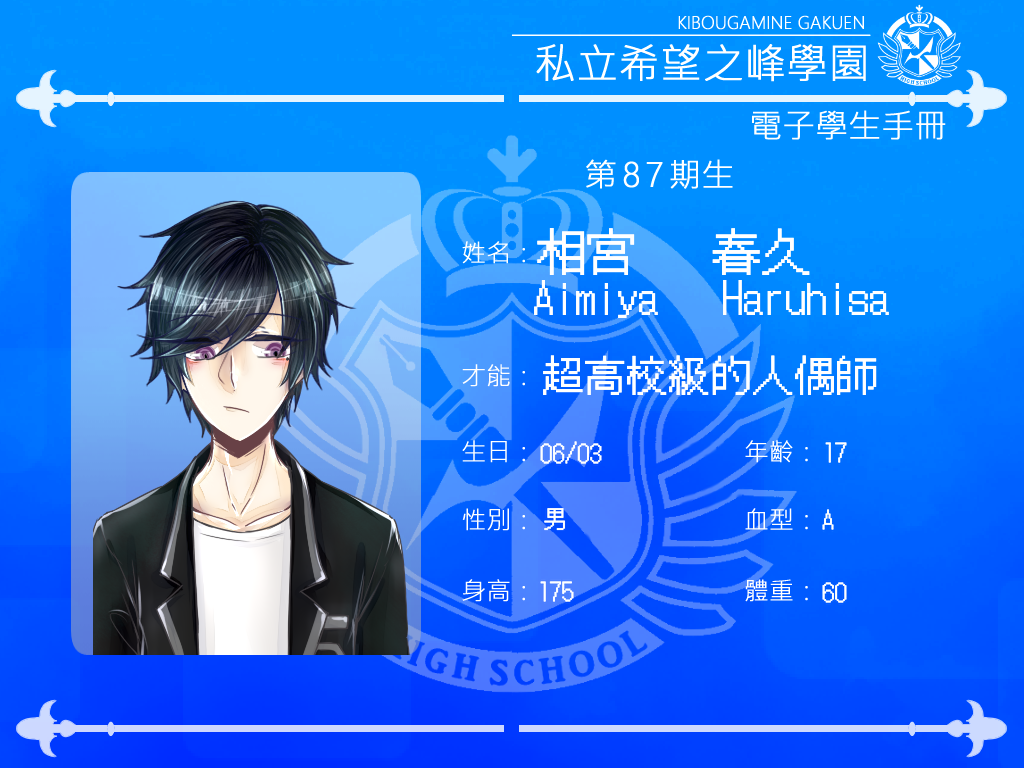 KIBOUGAMINE GAKUEN
私立希望之峰學園
HIGH SCHOOL
電子學生手冊
第87期生
姓名：相宮 春久
Aimiya Haruhisa
才能：超高校級的人偶師
生日：06/03 年齡：17
性別：男 血型：A
身高：175 體重：60
HIGH SCHOOL